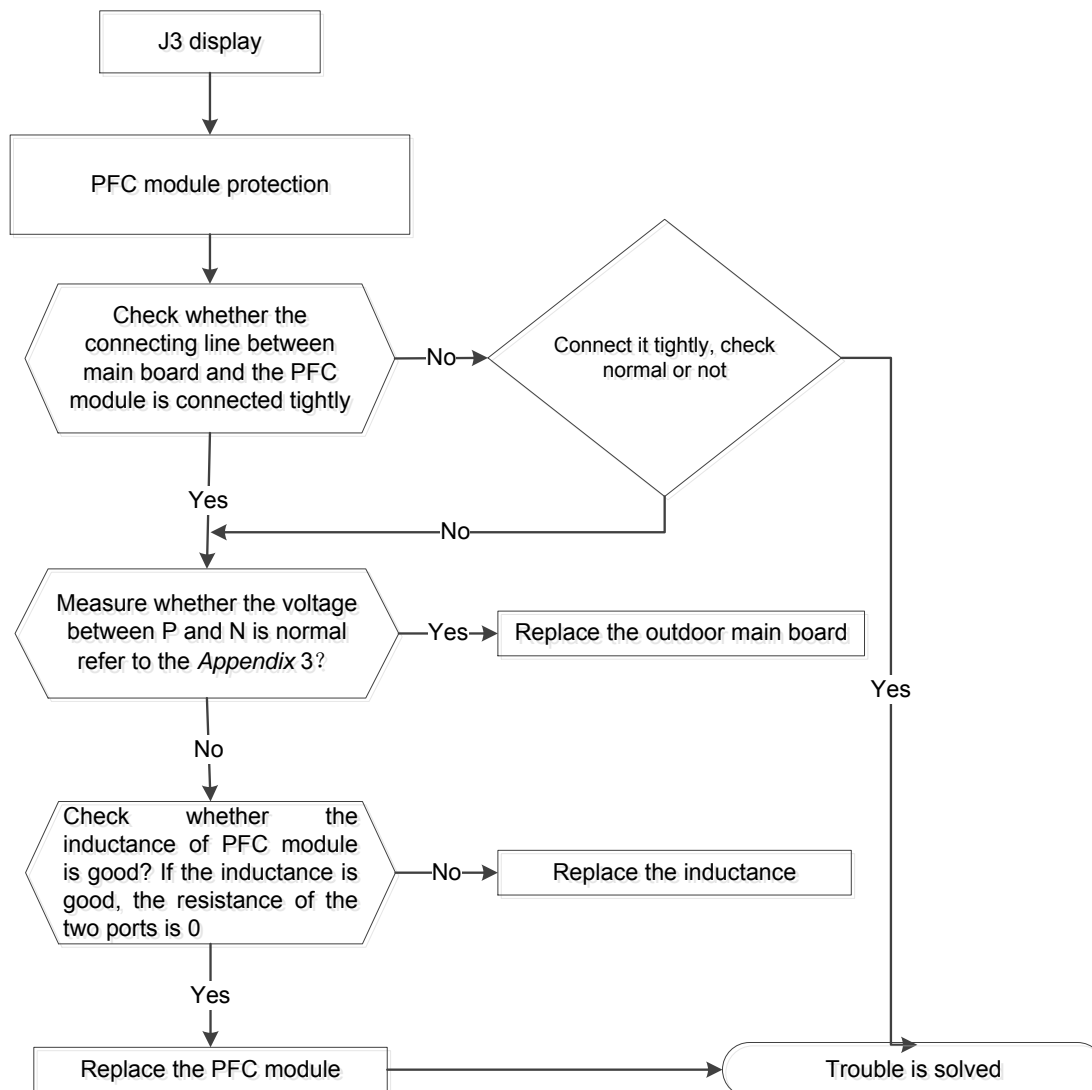 J3 display
PFC module protection
Check whether the
connecting line between
main board and the PFC
module is connected tightly
No
Connect it tightly, check
normal or not
Yes
No
Measure whether the voltage
between P and N is normal
refer to the Appendix 3？
Yes
Replace the outdoor main board
Yes
No
Check whether the
inductance of PFC module
is good? If the inductance is
good, the resistance of the
two ports is 0
No
Replace the inductance
Yes
Replace the PFC module
Trouble is solved